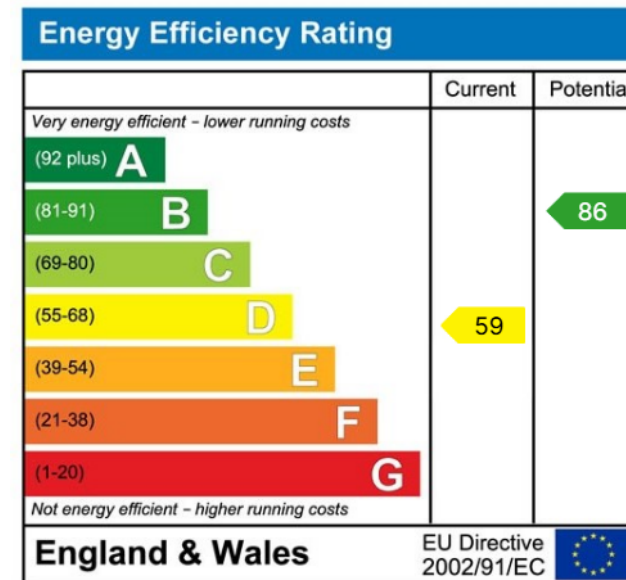 Energy Efficiency Rating
Current Potentia
Very energy efficient – lower running costs
(92 plus) A
(81-91) B
86
(69-80) C
(55-68) D
59
(39-54) E
(21-38) F
(1-20) G
Not energy efficient – higher running costs
England & Wales
EU Directive
2002/91/EC